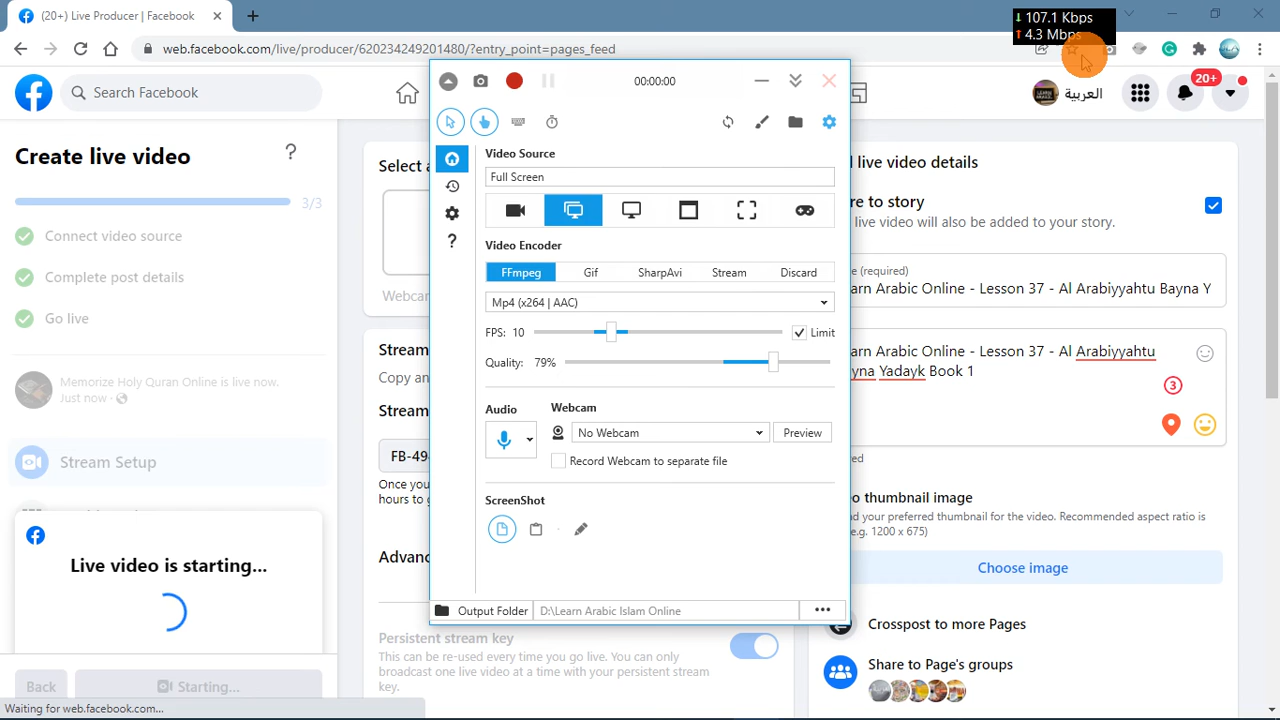 (20+) Live Producer | Facebook
107.1 Kbps
4.3 Mbps
web.facebook.com/live/producer/620234249201480/?entry_point=pages_feed
Search Facebook
العربية
20+
Create live video
?
3/3
Connect video source
Complete post details
Go live
Memorize Holy Quran Online is live now.
Just now
Stream Setup
Live video is starting...
Back
Starting...
Waiting for web.facebook.com...
Select a
Webcam
Stream
Copy an
Stream
FB-49
Once you
hours to g
Advanc
Persistent stream key
This can be re-used every time you go live. You can only
broadcast one live video at a time with your persistent stream
key.
00:00:00
Video Source
Full Screen
Video Encoder
FFmpeg
Gif
SharpAvi
Stream
Discard
Mp4 (x264 | AAC)
FPS: 10
Limit
Quality: 79%
Audio
Webcam
No Webcam
Preview
Record Webcam to separate file
ScreenShot
Output Folder
D:\Learn Arabic Islam Online
?
live video details
re to story
live video will also be added to your story.
(required)
arn Arabic Online - Lesson 37 - Al Arabiyyahtu Bayna Y
arn Arabic Online - Lesson 37 - Al Arabiyyahtu
yna Yadayk Book 1
3
o thumbnail image
d your preferred thumbnail for the video. Recommended aspect ratio is
e.g. 1200 x 675)
Choose image
Crosspost to more Pages
Share to Page's groups